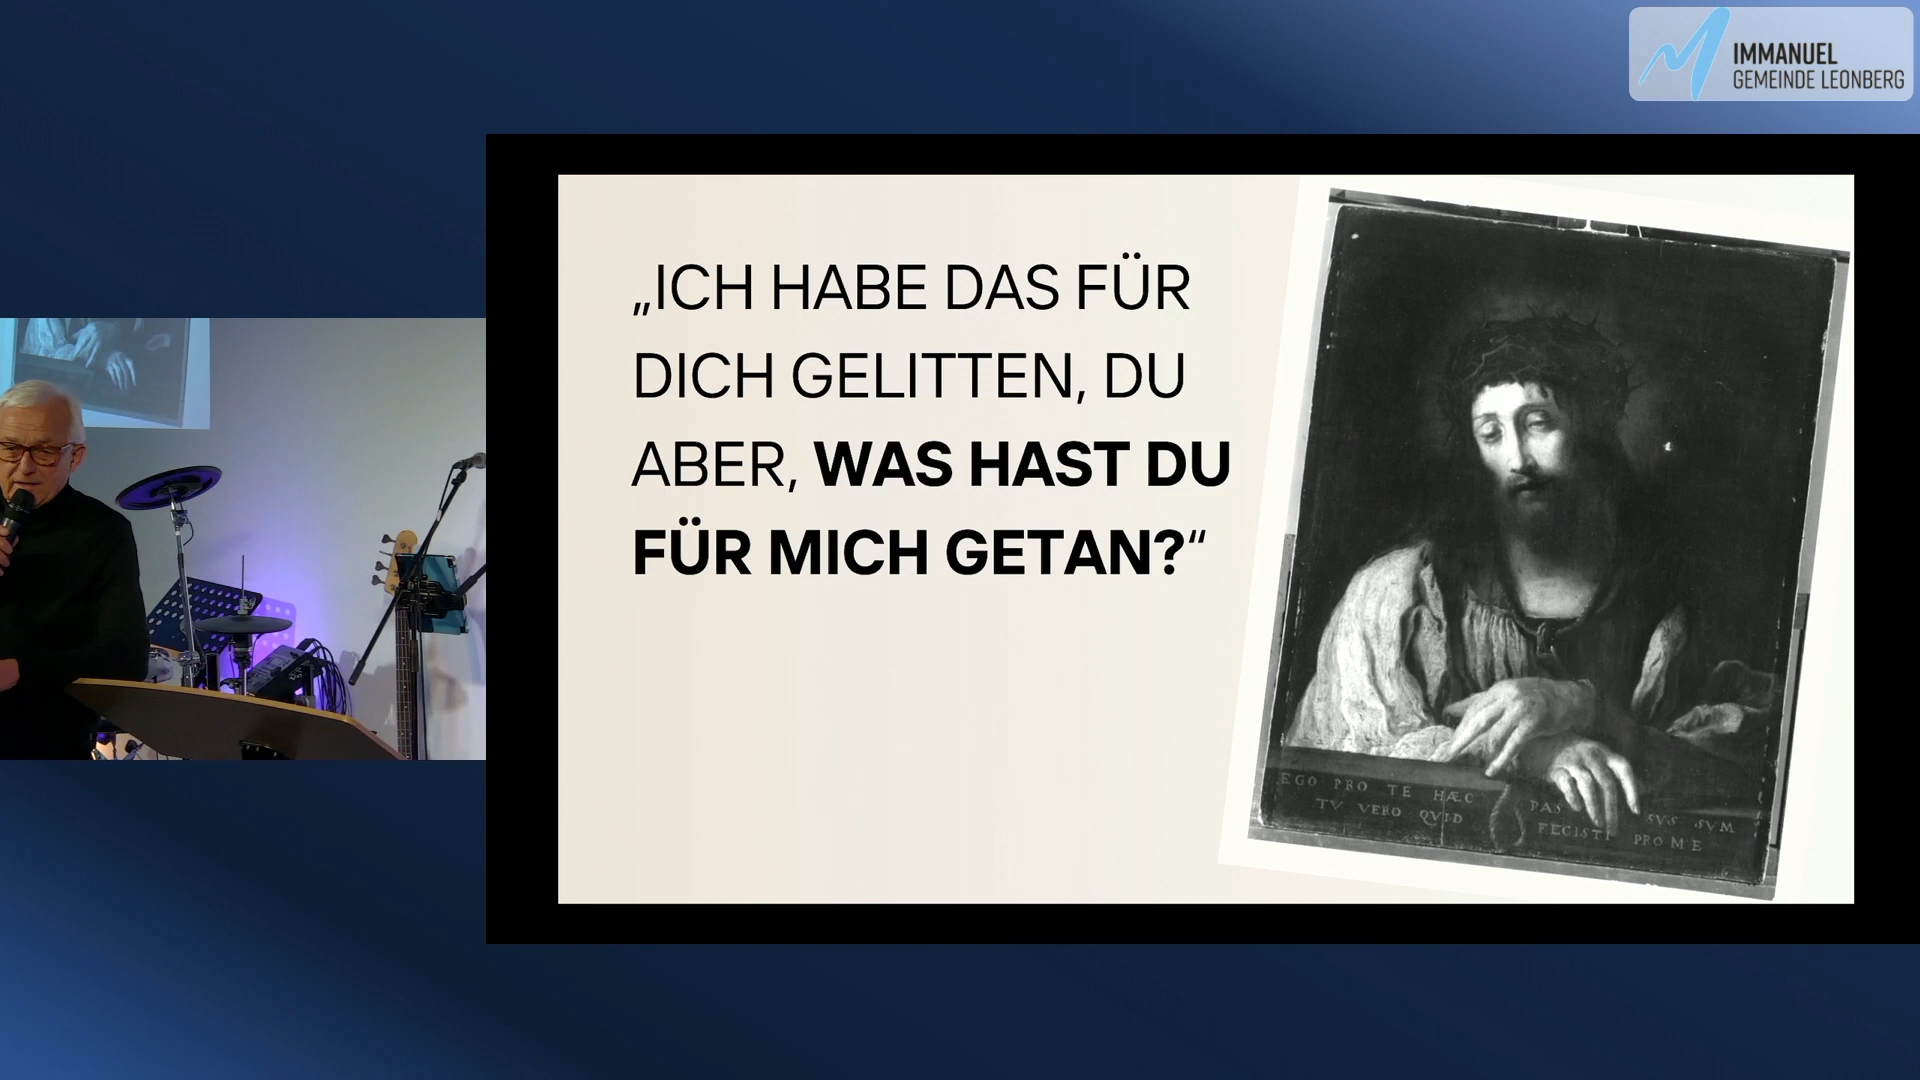 IMMANUEL
GEMEINDE LEONBERG
„ICH HABE DAS FÜR
DICH GELITTEN, DU
ABER, WAS HAST DU
FÜR MICH GETAN?“
EGO PRO TE HÆC PAS SVS SVM
TV VERO QVID FECISTI PRO ME